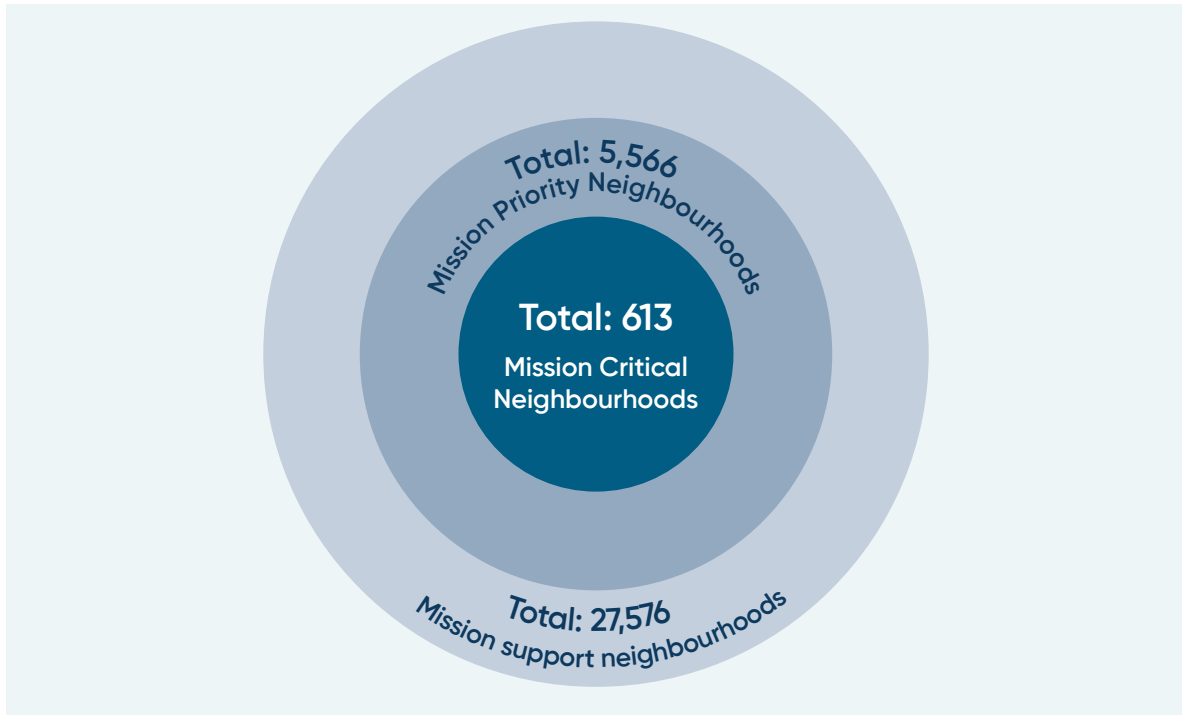 Total: 5,566
Mission Priority Neighbourhoods
Total: 613
Mission Critical
Neighbourhoods
Total: 27,576
Mission support neighbourhoods